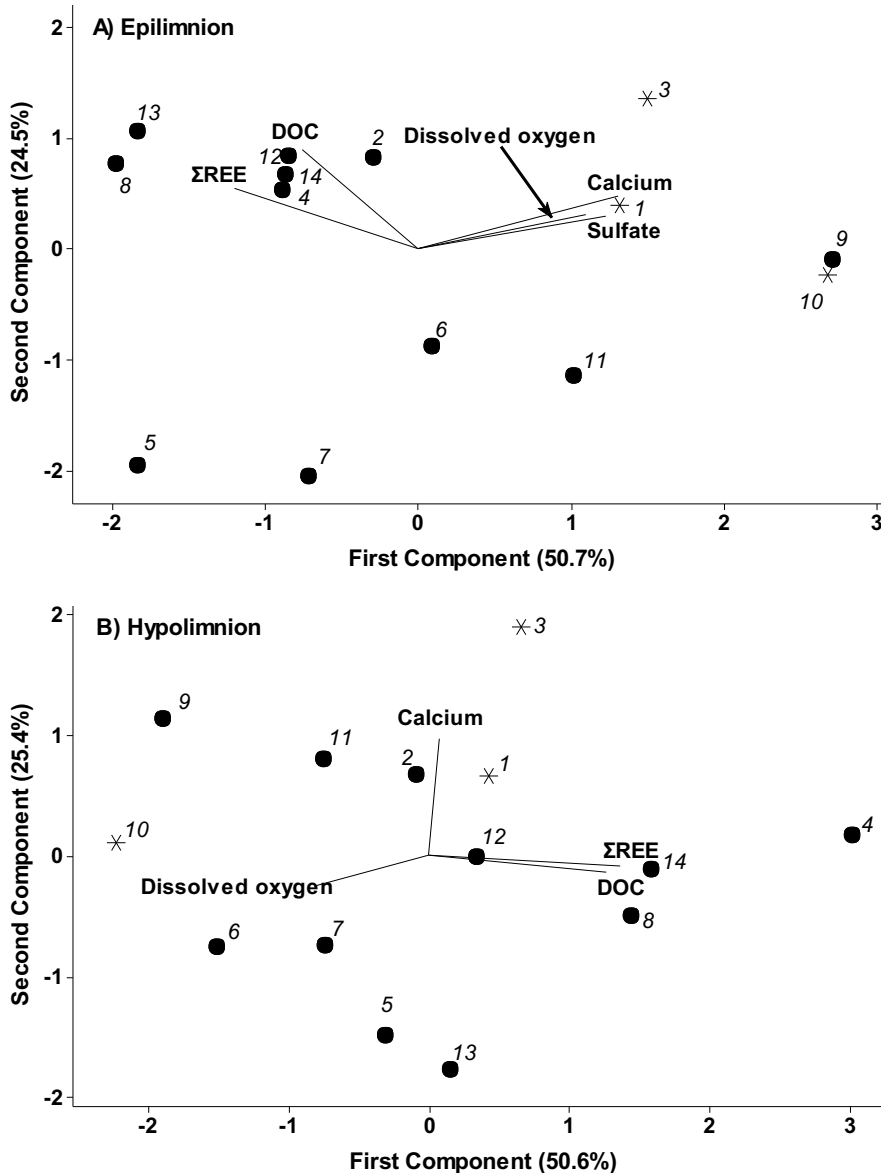 A) Epilimnion
Second Component (24.5%)
2
1
0
-1
-2
13
8
DOC
12
14
4
ΣREE
2
Dissolved oxygen
3
Calcium
1
Sulfate
9
10
6
11
5
7
-2 -1 0 1 2 3
First Component (50.7%)
B) Hypolimnion
Second Component (25.4%)
2
1
0
-1
-2
3
9
Calcium
11
2
1
10
12
4
ΣREE
14
DOC
Dissolved oxygen
8
6
7
5
13
-2 -1 0 1 2 3
First Component (50.6%)